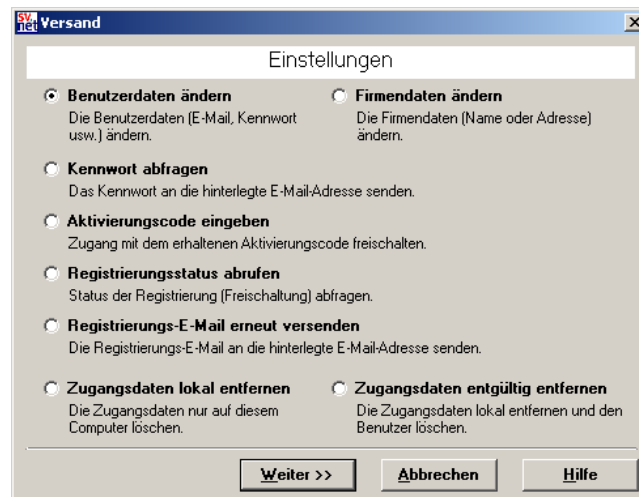 sv.net Versand
Einstellungen
Benutzerdaten ändern
Die Benutzerdaten (E-Mail, Kennwort
usw.) ändern.
Firmendaten ändern
Die Firmendaten (Name oder Adresse)
ändern.
Kennwort abfragen
Das Kennwort an die hinterlegte E-Mail-Adresse senden.
Aktivierungscode eingeben
Zugang mit dem erhaltenen Aktivierungscode freischalten.
Registrierungsstatus abrufen
Status der Registrierung (Freischaltung) abfragen.
Registrierungs-E-Mail erneut versenden
Die Registrierungs-E-Mail an die hinterlegte E-Mail-Adresse senden.
Zugangsdaten lokal entfernen
Die Zugangsdaten nur auf diesem
Computer löschen.
Zugangsdaten entgültig entfernen
Die Zugangsdaten lokal entfernen und den
Benutzer löschen.
Weiter >> Abbrechen Hilfe